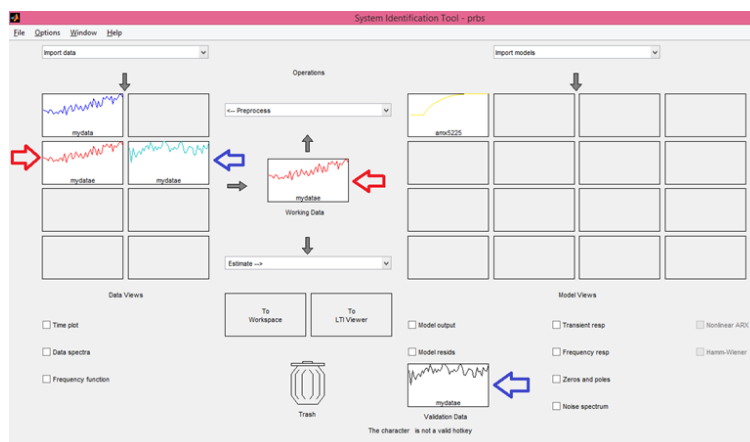 System Identification Tool - prbs
File Options Window Help
Import data
Import models
Operations
<-- Preprocess
mydata
amx5225
mydatae
mydatae
mydatae
Working Data
Estimate -->
Data Views
Model Views
To
Workspace
To
LTI Viewer
Time plot
Model output
Transient resp
Nonlinear ARX
Data spectra
Model resids
Frequency resp
Hamm-Wiener
Frequency function
Zeros and poles
mydatae
Noise spectrum
Trash
Validation Data
The character is not a valid hotkey